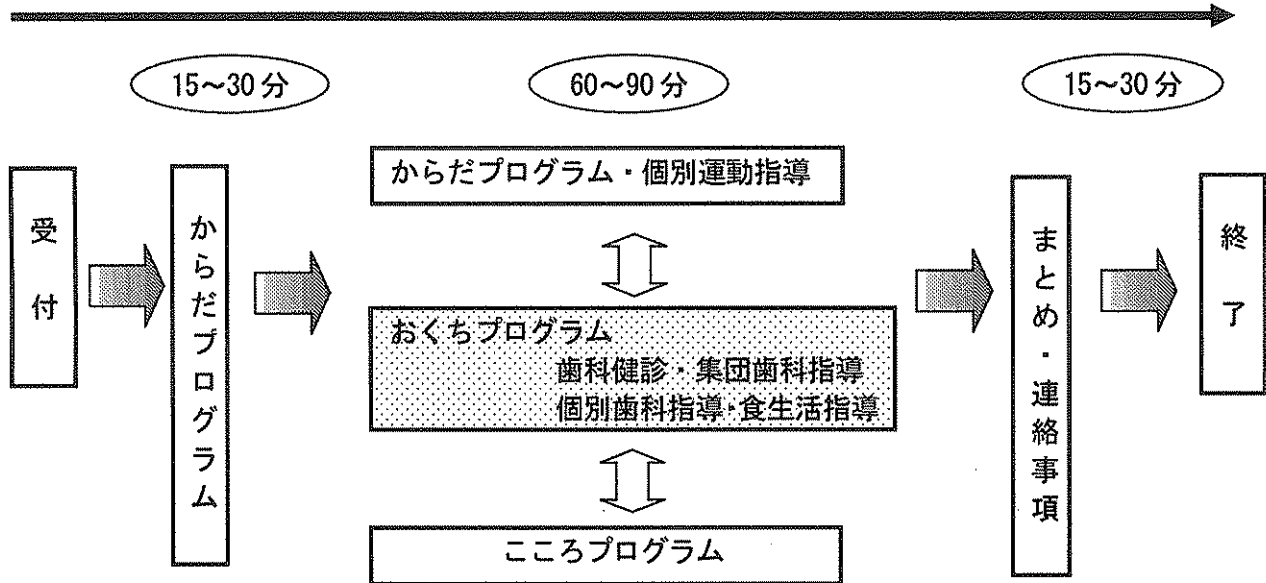 15～30分
60～90分
15～30分
受付
からだプログラム
からだプログラム・個別運動指導
おくちプログラム
歯科健診・集団歯科指導
個別歯科指導・食生活指導
こころプログラム
まとめ・連絡事項
終了